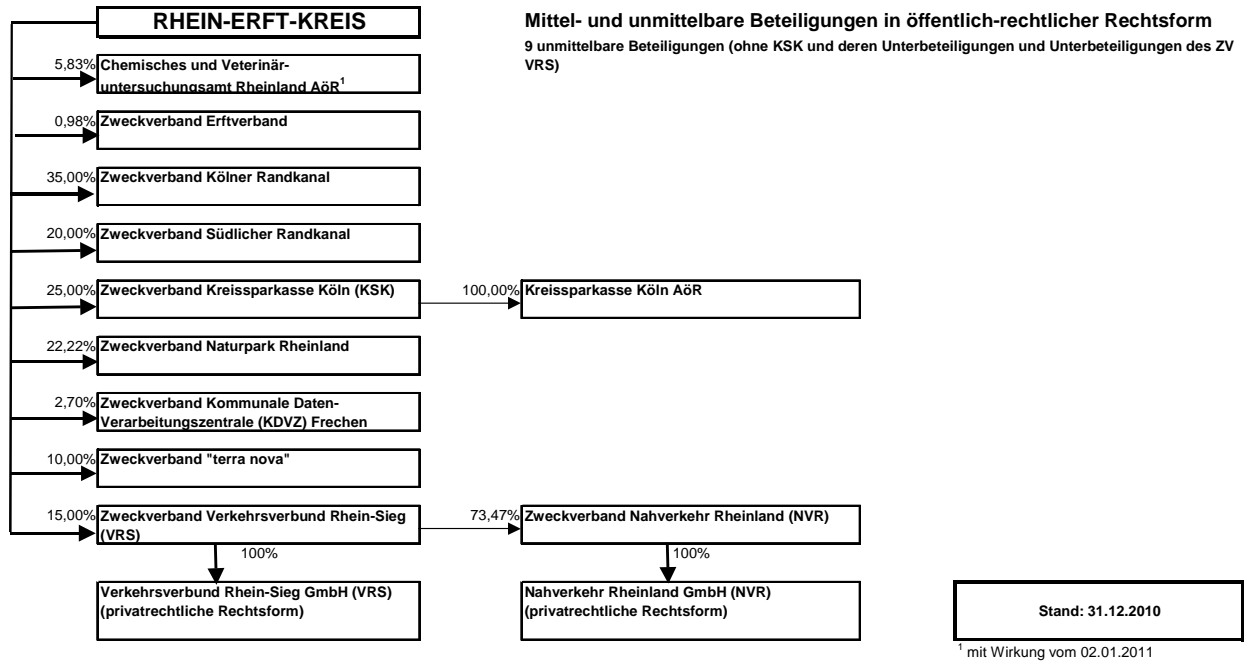 RHEIN-ERFT-KREIS
Mittel- und unmittelbare Beteiligungen in öffentlich-rechtlicher Rechtsform
9 unmittelbare Beteiligungen (ohne KSK und deren Unterbeteiligungen und Unterbeteiligungen des ZV
VRS)
5,83% Chemisches und Veterinär-
untersuchungsamt Rheinland AöR¹
0,98% Zweckverband Erftverband
35,00% Zweckverband Kölner Randkanal
20,00% Zweckverband Südlicher Randkanal
25,00% Zweckverband Kreissparkasse Köln (KSK)
100,00% Kreissparkasse Köln AöR
22,22% Zweckverband Naturpark Rheinland
2,70% Zweckverband Kommunale Daten-
Verarbeitungszentrale (KDVZ) Frechen
10,00% Zweckverband "terra nova"
15,00% Zweckverband Verkehrsverbund Rhein-Sieg
(VRS)
73,47% Zweckverband Nahverkehr Rheinland (NVR)
100%
100%
Verkehrsverbund Rhein-Sieg GmbH (VRS)
(privatrechtliche Rechtsform)
Nahverkehr Rheinland GmbH (NVR)
(privatrechtliche Rechtsform)
Stand: 31.12.2010
¹ mit Wirkung vom 02.01.2011